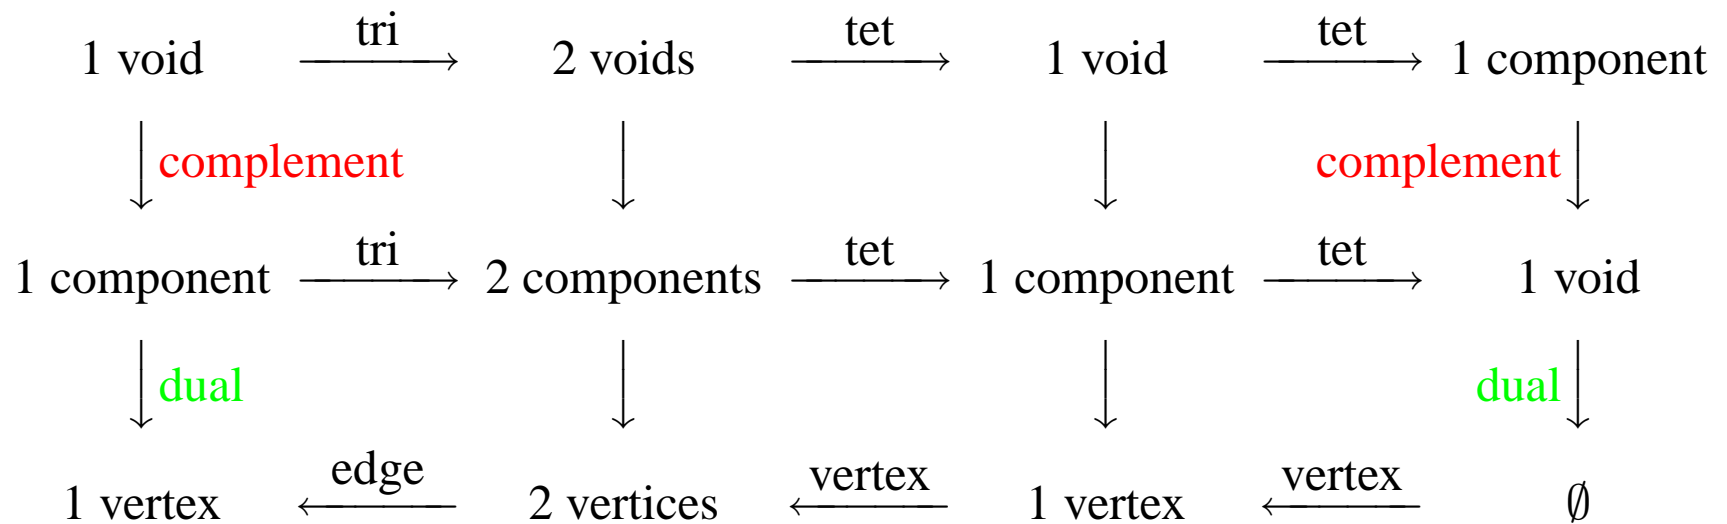 tri tet tet
1 void 2 voids 1 void 1 component
complement complement
tri tet tet
1 component 2 components 1 component 1 void
dual dual
edge vertex vertex
1 vertex 2 vertices 1 vertex ∅